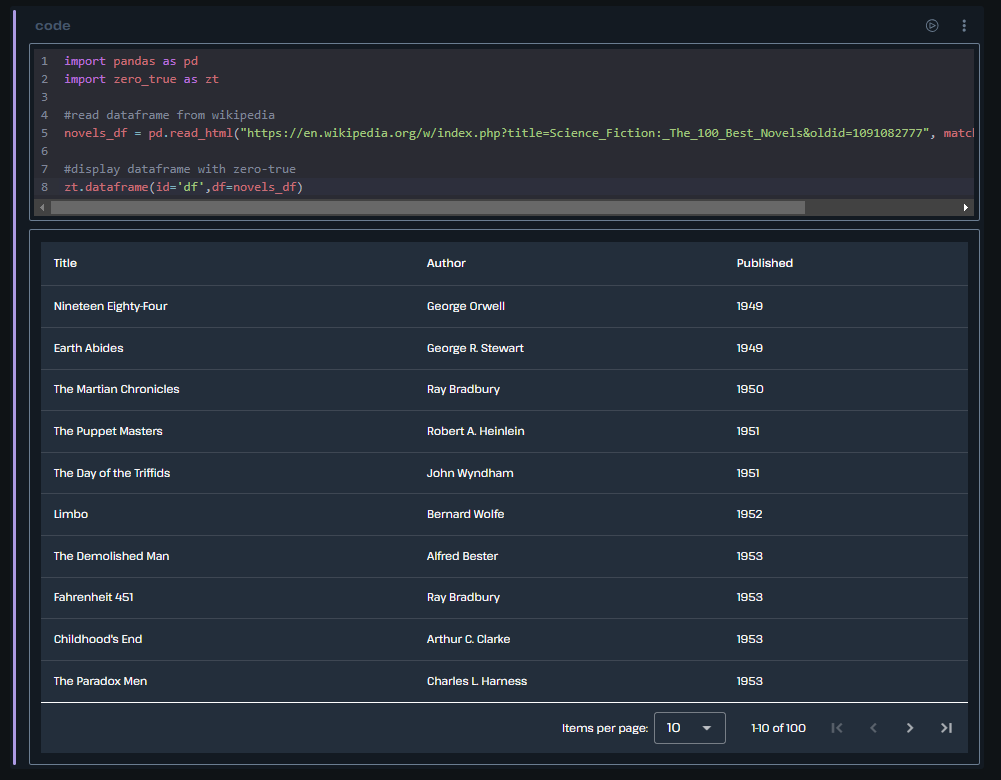 code
1 import pandas as pd
2 import zero_true as zt
3
4 #read dataframe from wikipedia
5 novels_df = pd.read_html("https://en.wikipedia.org/w/index.php?title=Science_Fiction:_The_100_Best_Novels&oldid=1091082777", matc
6
7 #display dataframe with zero-true
8 zt.dataframe(id='df',df=novels_df)
Title Author Published
Nineteen Eighty-Four George Orwell 1949
Earth Abides George R. Stewart 1949
The Martian Chronicles Ray Bradbury 1950
The Puppet Masters Robert A. Heinlein 1951
The Day of the Triffids John Wyndham 1951
Limbo Bernard Wolfe 1952
The Demolished Man Alfred Bester 1953
Fahrenheit 451 Ray Bradbury 1953
Childhood's End Arthur C. Clarke 1953
The Paradox Men Charles L. Harness 1953
Items per page: 10 1-10 of 100